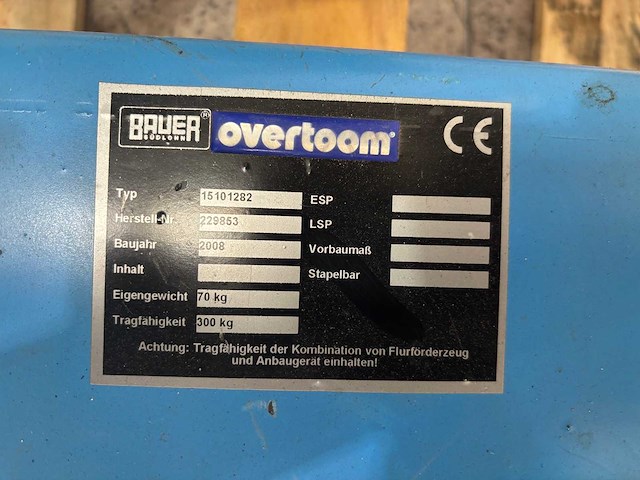 BAUER ® overtoom® CE
SÜDLOHN
Typ 15101282 ESP
Herstell-Nr. 229853 LSP
Baujahr 2008 Vorbaumaß
Inhalt Stapelbar
Eigengewicht 70 kg
Tragfähigkeit 300 kg
Achtung: Tragfähigkeit der Kombination von Flurförderzeug
und Anbaugerät einhalten!